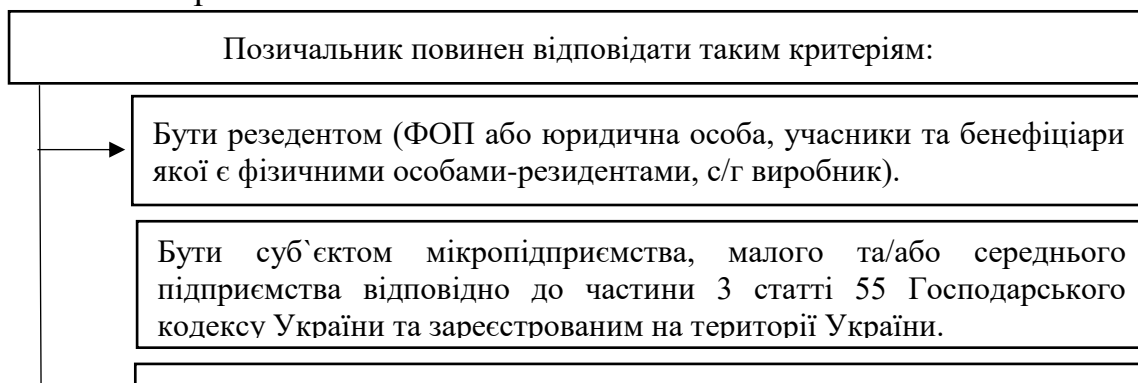 Позичальник повинен відповідати таким критеріям:
Бути резедентом (ФОП або юридична особа, учасники та бенефіціари
якої є фізичними особами-резидентами, с/г виробник).
Бути суб`єктом мікропідприємства, малого та/або середнього
підприємства відповідно до частини 3 статті 55 Господарського
кодексу України та зареєстрованим на території України.